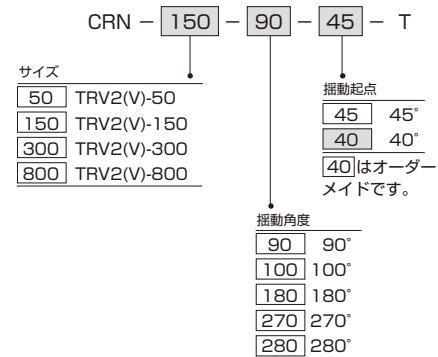 CRN － 150 － 90 － 45 － T
サイズ
50 TRV2(V)-50
150 TRV2(V)-150
300 TRV2(V)-300
800 TRV2(V)-800
揺動起点
45 45°
40 40°
40はオーダー
メイドです。
揺動角度
90 90°
100 100°
180 180°
270 270°
280 280°